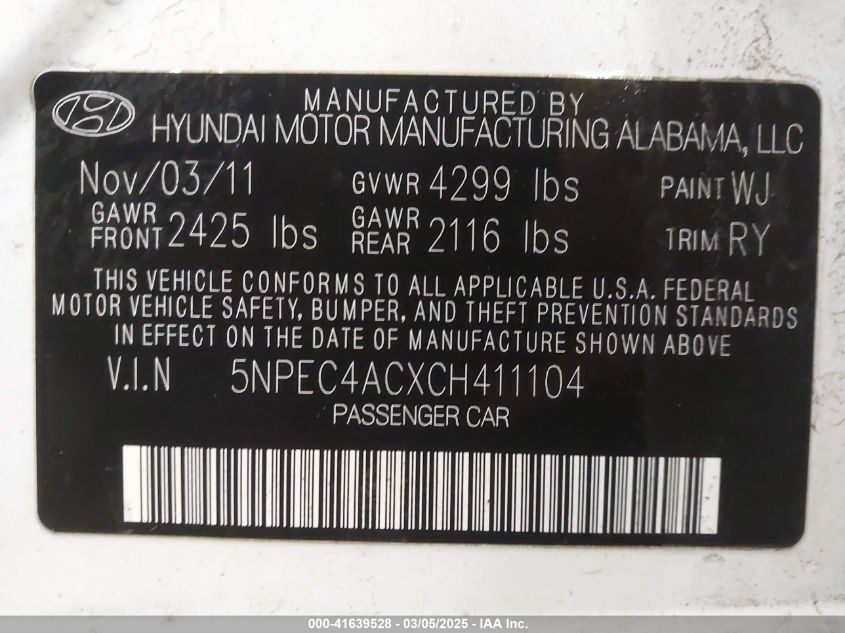 MANUFACTURED BY
HYUNDAI MOTOR MANUFACTURING ALABAMA, LLC
Nov/03/11 GVWR 4299 lbs PAINT WJ
GAWR FRONT 2425 lbs GAWR REAR 2116 lbs TRIM RY
THIS VEHICLE CONFORMS TO ALL APPLICABLE U.S.A. FEDERAL
MOTOR VEHICLE SAFETY, BUMPER, AND THEFT PREVENTION STANDARDS
IN EFFECT ON THE DATE OF MANUFACTURE SHOWN ABOVE.
V.I.N 5NPEC4ACXCH411104
PASSENGER CAR
000-41639528 - 03/05/2025 - IAA Inc.